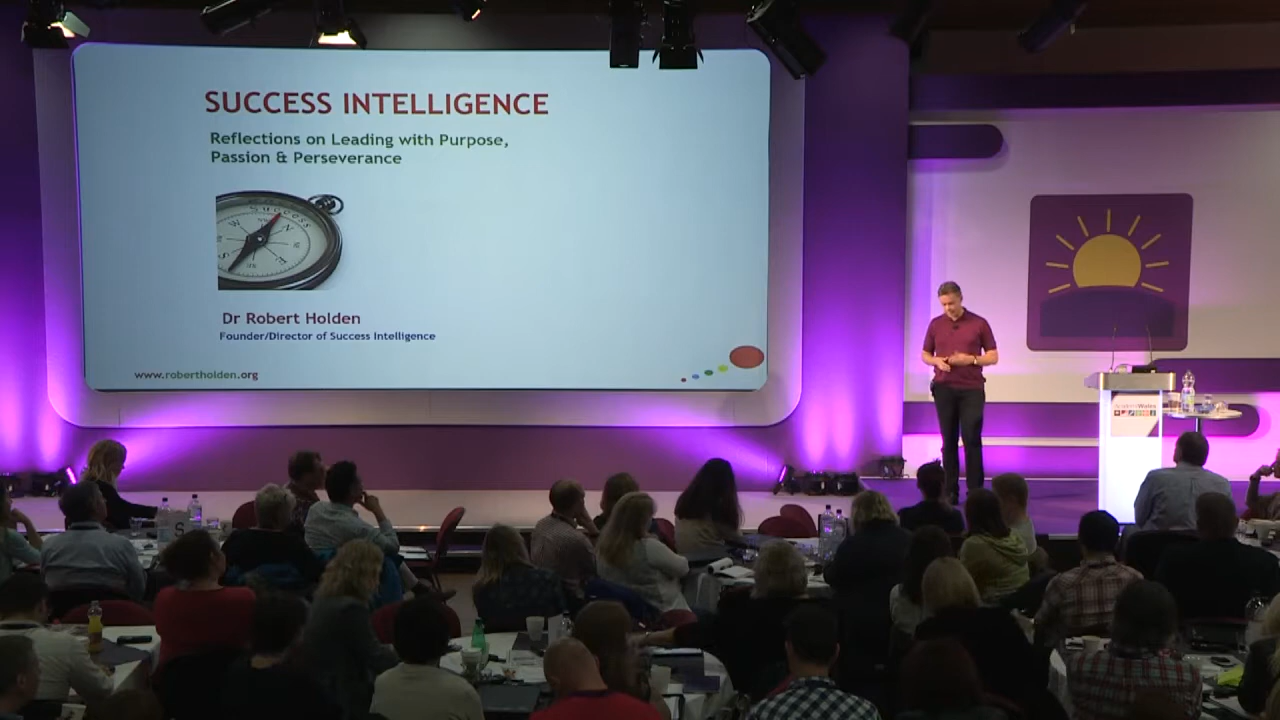 SUCCESS INTELLIGENCE
Reflections on Leading with Purpose,
Passion & Perseverance
Success
W
N
S
E
Dr Robert Holden
Founder/Director of Success Intelligence
www.robertholden.org
S